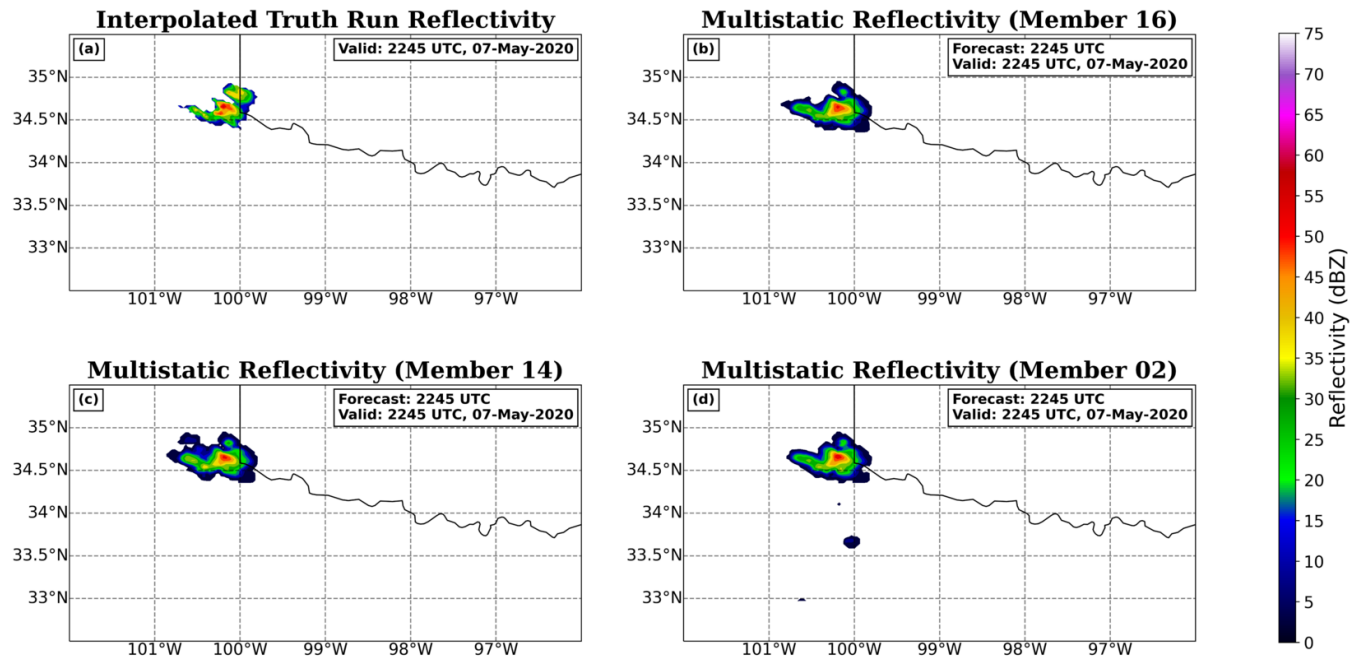 Interpolated Truth Run Reflectivity
(a)
Valid: 2245 UTC, 07-May-2020
35°N
34.5°N
34°N
33.5°N
33°N
101°W 100°W 99°W 98°W 97°W
Multistatic Reflectivity (Member 16)
(b)
Forecast: 2245 UTC
Valid: 2245 UTC, 07-May-2020
35°N
34.5°N
34°N
33.5°N
33°N
101°W 100°W 99°W 98°W 97°W
Multistatic Reflectivity (Member 14)
(c)
Forecast: 2245 UTC
Valid: 2245 UTC, 07-May-2020
35°N
34.5°N
34°N
33.5°N
33°N
101°W 100°W 99°W 98°W 97°W
Multistatic Reflectivity (Member 02)
(d)
Forecast: 2245 UTC
Valid: 2245 UTC, 07-May-2020
35°N
34.5°N
34°N
33.5°N
33°N
101°W 100°W 99°W 98°W 97°W
75
70
65
60
55
50
45
40
35
30
25
20
15
10
5
0
Reflectivity (dBZ)